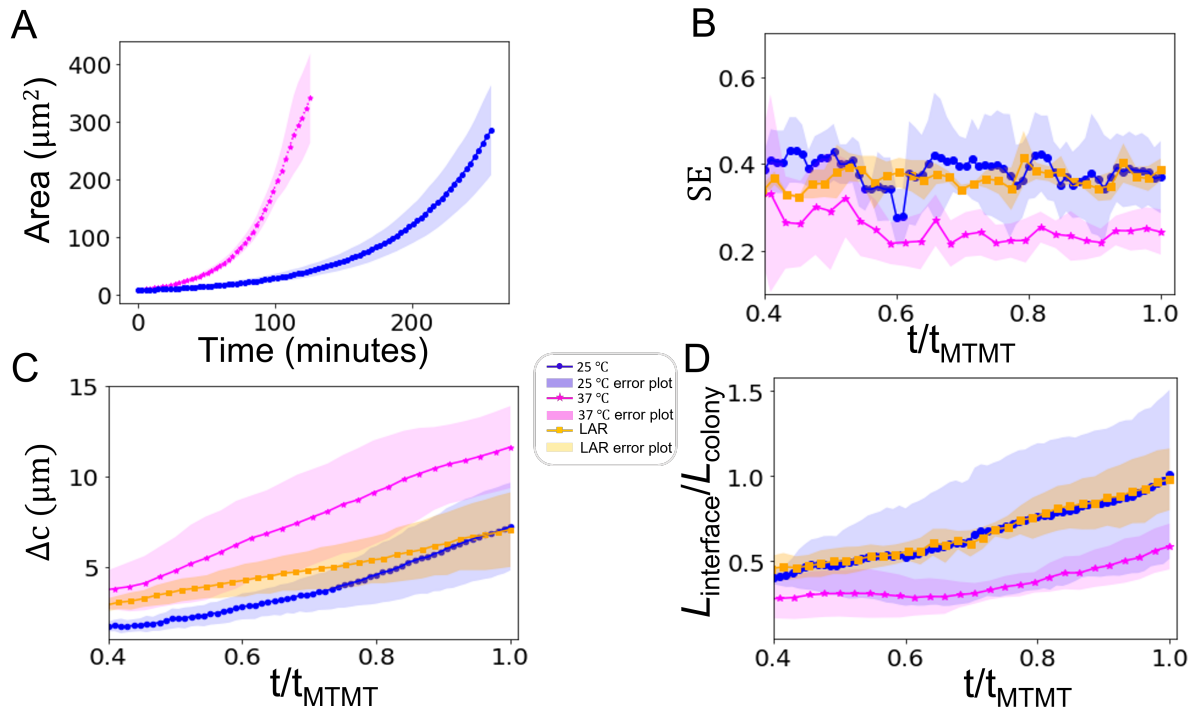 A
Area (μm²)
400
300
200
100
0
0 100 200
Time (minutes)
B
SE
0.6
0.4
0.2
0.4 0.6 0.8 1.0
t/tMTMT
C
Δc (μm)
15
10
5
0.4 0.6 0.8 1.0
t/tMTMT
25 ℃
25 ℃ error plot
37 ℃
37 ℃ error plot
LAR
LAR error plot
D
Linterface/Lcolony
1.5
1.0
0.5
0.4 0.6 0.8 1.0
t/tMTMT